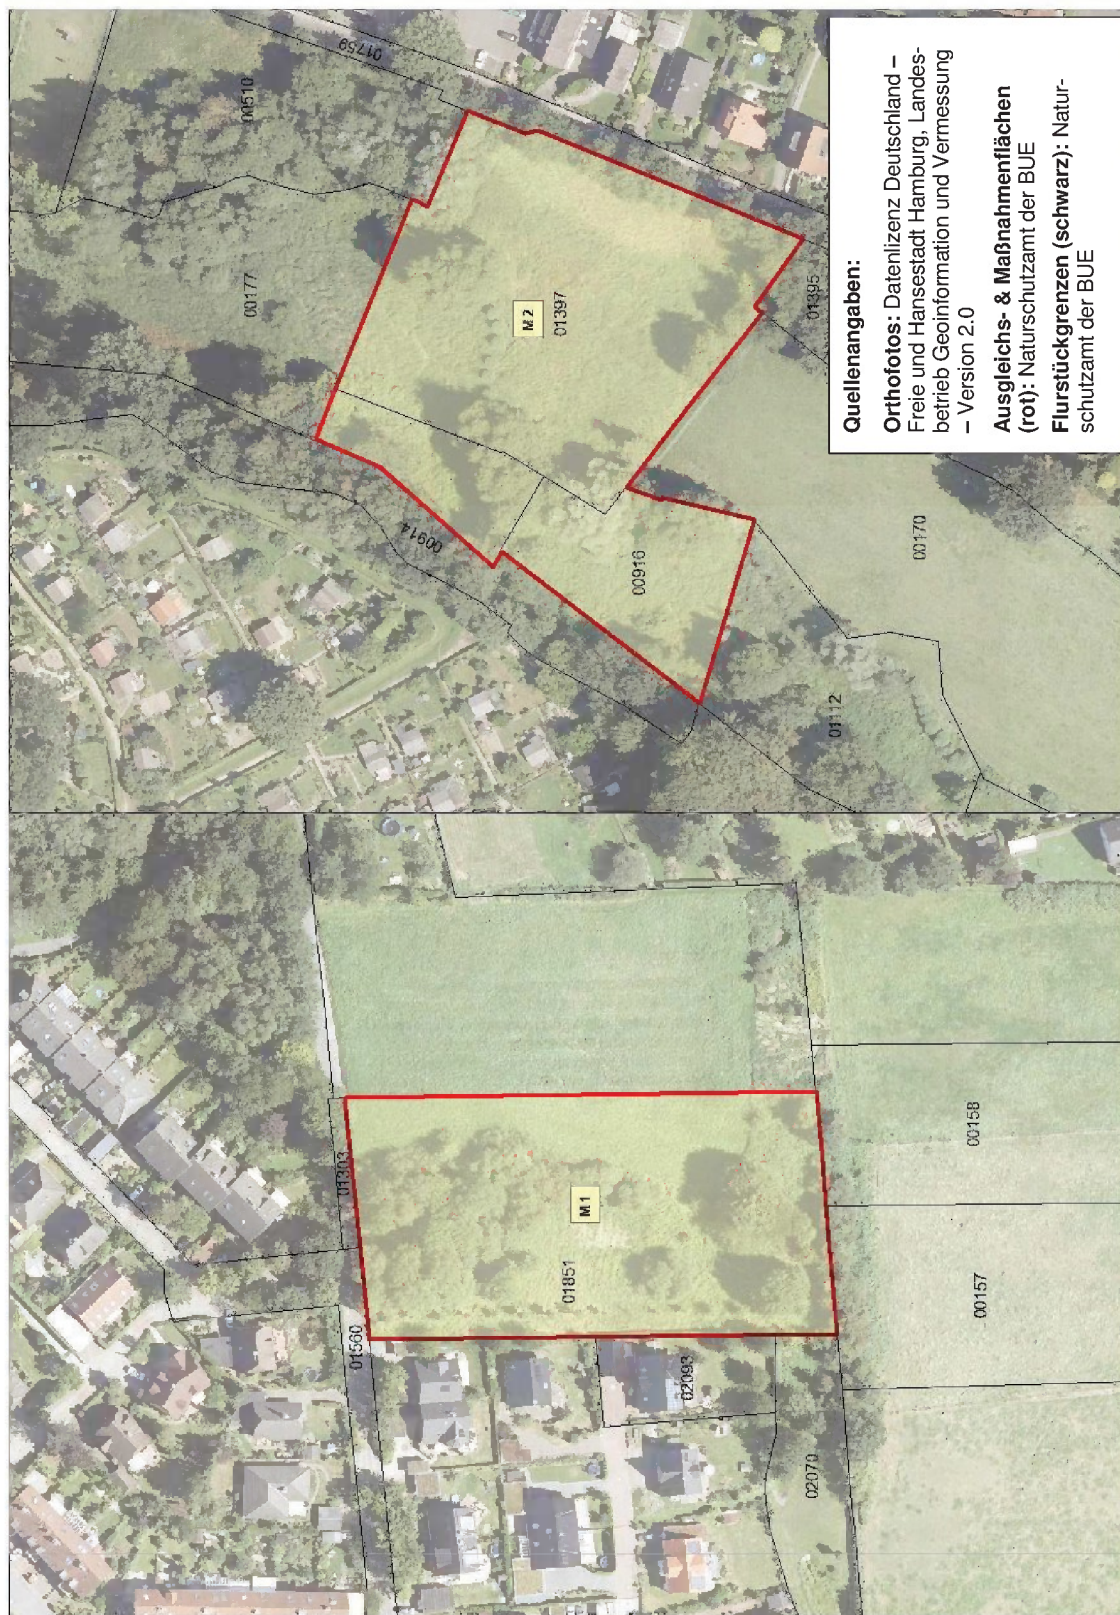 01759
00510
00177
M 2
01397
01395
00914
00916
00170
01112
Quellenangaben:
Orthofotos: Datenlizenz Deutschland –
Freie und Hansestadt Hamburg, Landes-
betrieb Geoinformation und Vermessung
– Version 2.0
Ausgleichs- & Maßnahmenflächen
(rot): Naturschutzamt der BUE
Flurstückgrenzen (schwarz): Natur-
schutzamt der BUE
01303
01560
M 1
01851
02093
02070
00158
00157